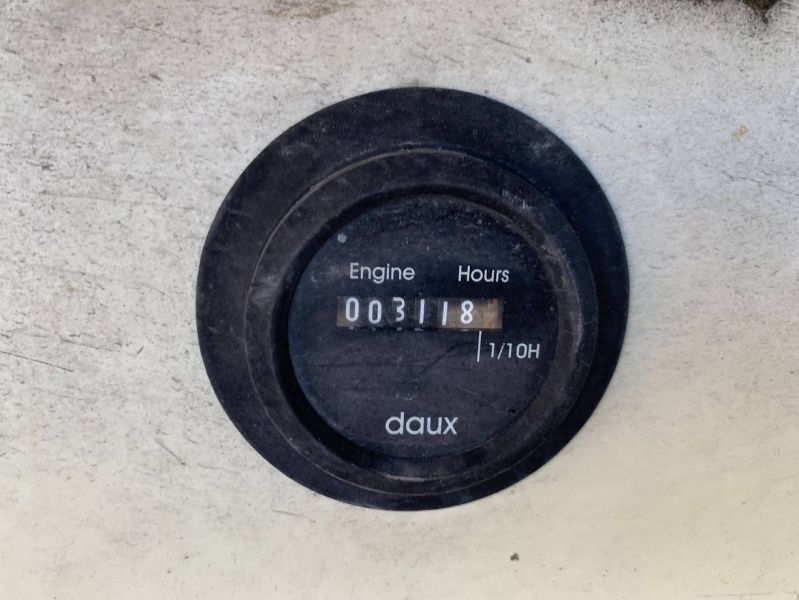 Engine Hours
003118
1/10H
daux